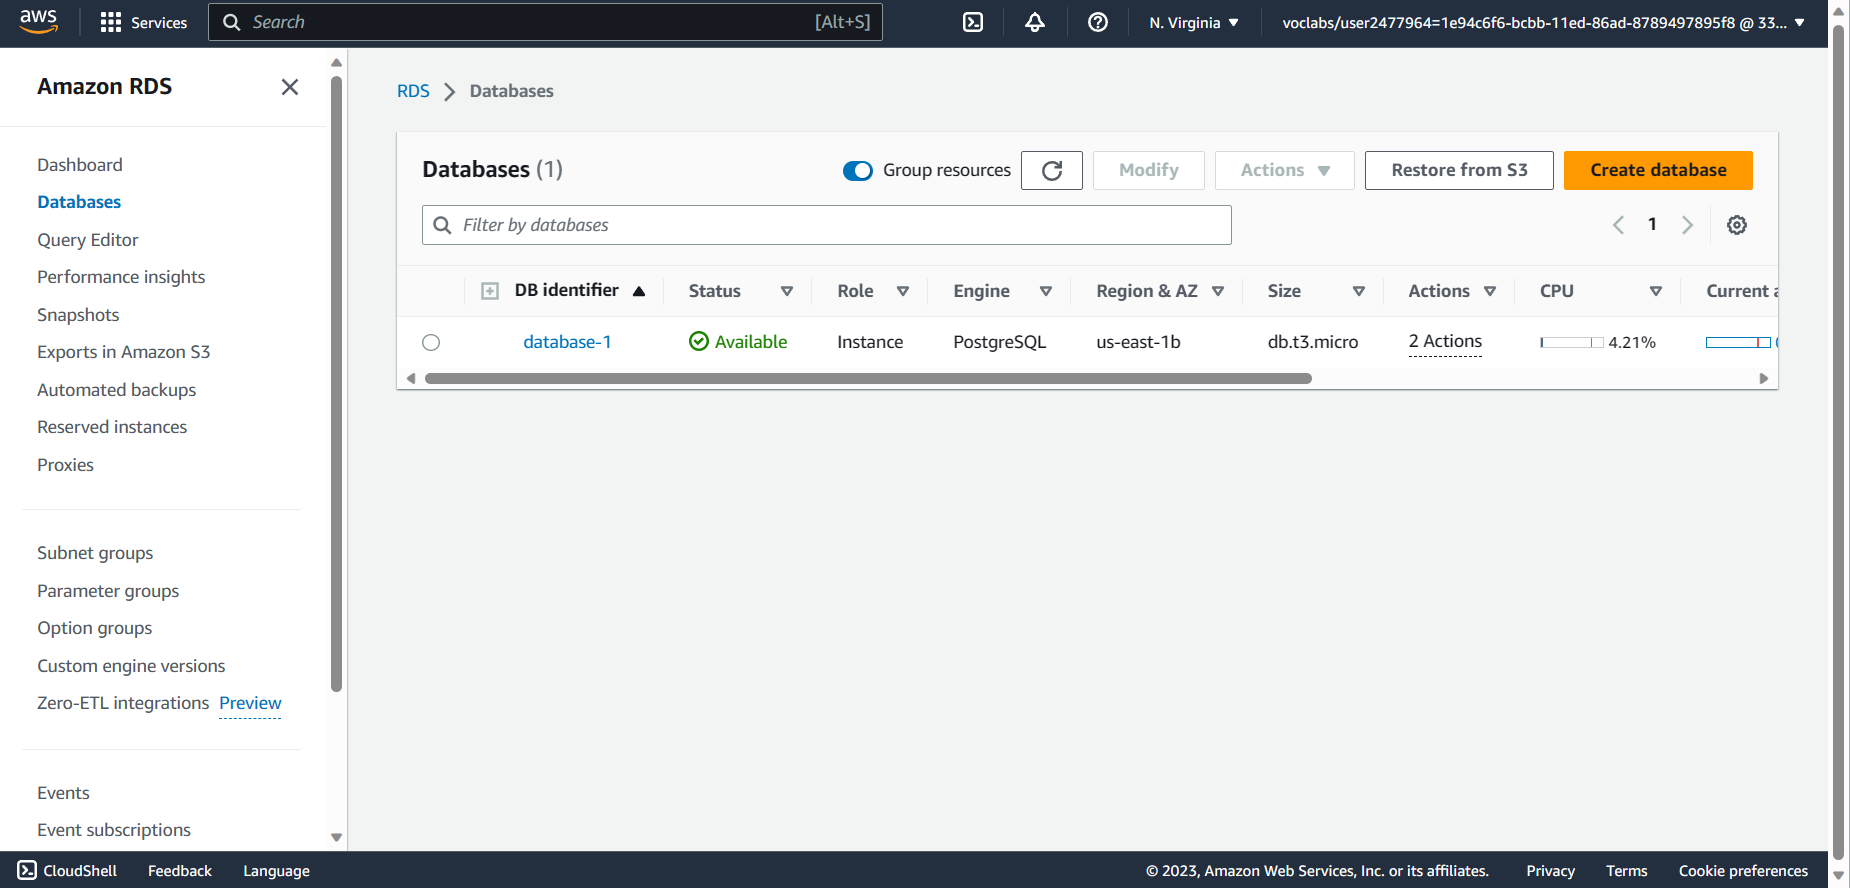 aws
Services
Search
[Alt+S]
N. Virginia
voclabs/user2477964=1e94c6f6-bcbb-11ed-86ad-8789497895f8 @ 33...
Amazon RDS
Dashboard
Databases
Query Editor
Performance insights
Snapshots
Exports in Amazon S3
Automated backups
Reserved instances
Proxies
Subnet groups
Parameter groups
Option groups
Custom engine versions
Zero-ETL integrations Preview
Events
Event subscriptions
RDS
Databases
Databases (1)
Group resources
Modify
Actions
Restore from S3
Create database
Filter by databases
1
DB identifier Status Role Engine Region & AZ Size Actions CPU Current
database-1 Available Instance PostgreSQL us-east-1b db.t3.micro 2 Actions 4.21%
CloudShell
Feedback
Language
© 2023, Amazon Web Services, Inc. or its affiliates.
Privacy
Terms
Cookie preferences